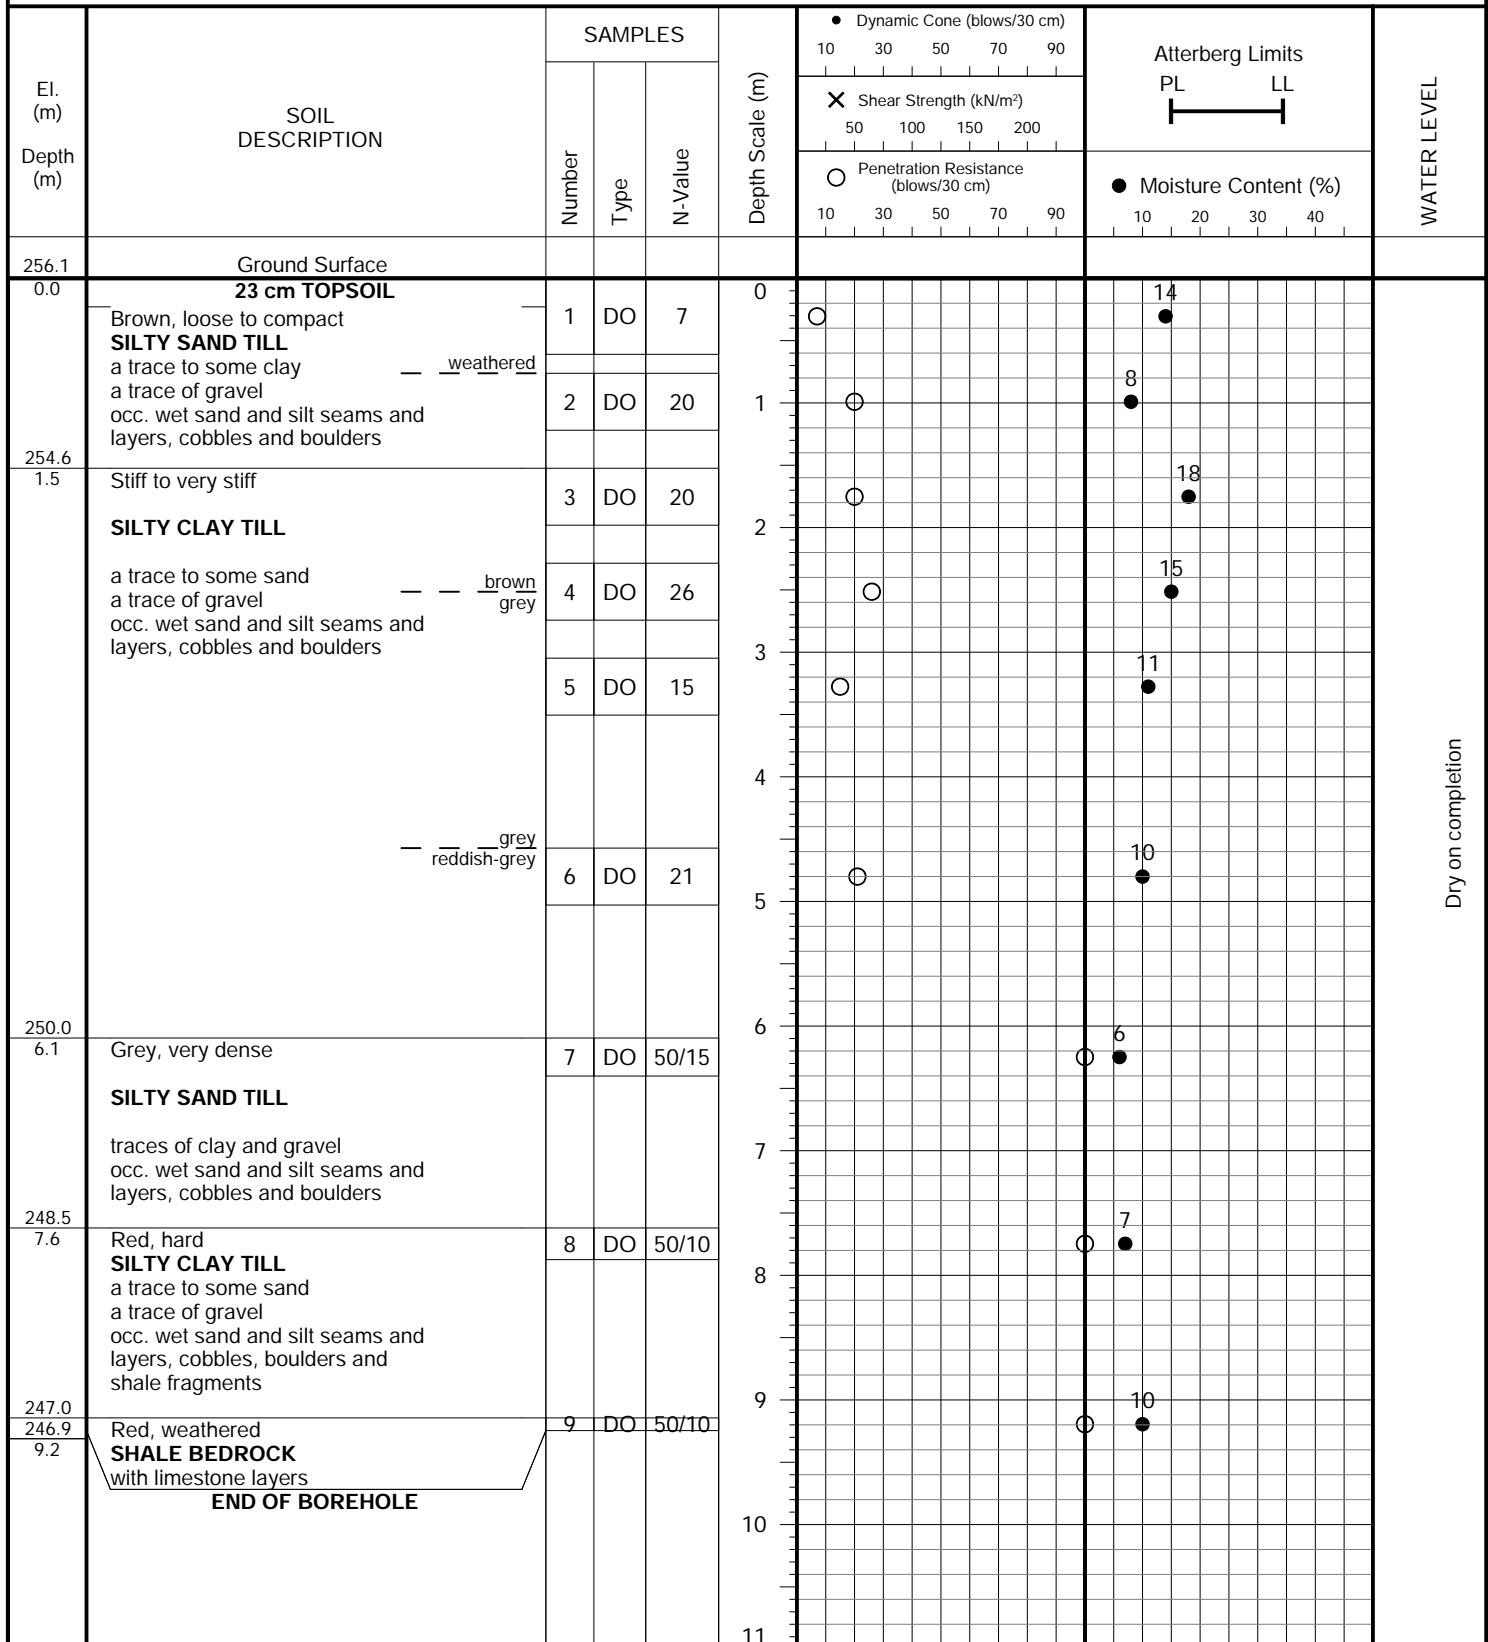 El.
(m)
Depth
(m)
SOIL
DESCRIPTION
SAMPLES
Number
Type
N-Value
Depth Scale (m)
Dynamic Cone (blows/30 cm)
10 30 50 70 90
Shear Strength (kN/m²)
50 100 150 200
Penetration Resistance
(blows/30 cm)
10 30 50 70 90
Atterberg Limits
PL LL
Moisture Content (%)
10 20 30 40
WATER LEVEL
256.1 Ground Surface
0.0 23 cm TOPSOIL 0
14
Brown, loose to compact 1 DO 7
SILTY SAND TILL
a trace to some clay weathered
a trace of gravel 8
occ. wet sand and silt seams and 2 DO 20 1
layers, cobbles and boulders
254.6
1.5 Stiff to very stiff 18
3 DO 20
SILTY CLAY TILL 2
a trace to some sand brown 15
a trace of gravel grey 4 DO 26
occ. wet sand and silt seams and
layers, cobbles and boulders 3
11
5 DO 15
4
grey
reddish-grey 10
6 DO 21
5
Dry on completion
250.0 6
6
6.1 Grey, very dense 7 DO 50/15
SILTY SAND TILL
traces of clay and gravel 7
occ. wet sand and silt seams and
layers, cobbles and boulders
248.5 7
7.6 Red, hard 8 DO 50/10
SILTY CLAY TILL 8
a trace to some sand
a trace of gravel
occ. wet sand and silt seams and
layers, cobbles, boulders and
shale fragments
247.0 9 10
246.9 Red, weathered 9 DO 50/10
9.2 SHALE BEDROCK
with limestone layers
END OF BOREHOLE
10
11